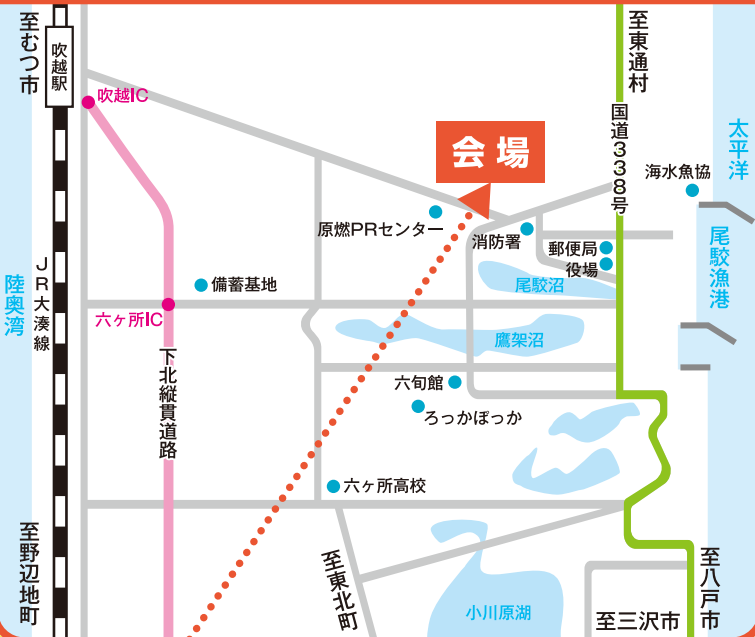 至むつ市
吹越駅
吹越IC
至東通村
国道338号
太平洋
会場
海水魚協
原燃PRセンター
消防署
郵便局
役場
尾駮漁港
尾駮沼
備蓄基地
陸奥湾
JR大湊線
六ヶ所IC
鷹架沼
下北縦貫道路
六旬館
ろっかぽっか
六ヶ所高校
至野辺地町
至東北町
小川原湖
至三沢市
至八戸市